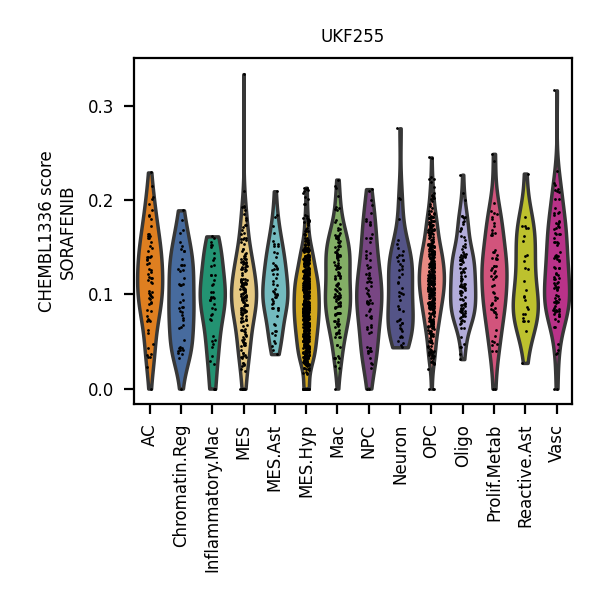 UKF255
CHEMBL1336 score
SORAFENIB
0.3
0.2
0.1
0.0
AC
Chromatin.Reg
Inflammatory.Mac
MES
MES.Ast
MES.Hyp
Mac
NPC
Neuron
OPC
Oligo
Prolif.Metab
Reactive.Ast
Vasc